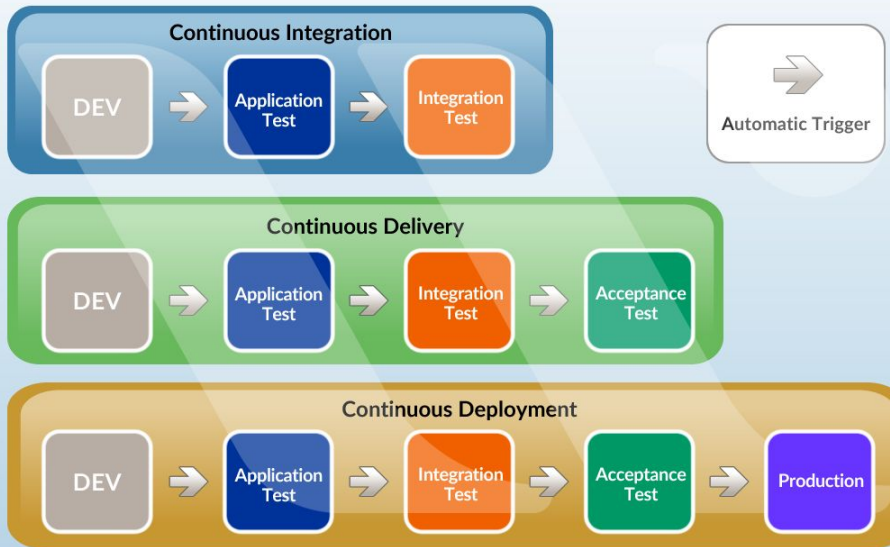 Continuous Integration
DEV
Application
Test
Integration
Test
Automatic Trigger
Continuous Delivery
DEV
Application
Test
Integration
Test
Acceptance
Test
Continuous Deployment
DEV
Application
Test
Integration
Test
Acceptance
Test
Production